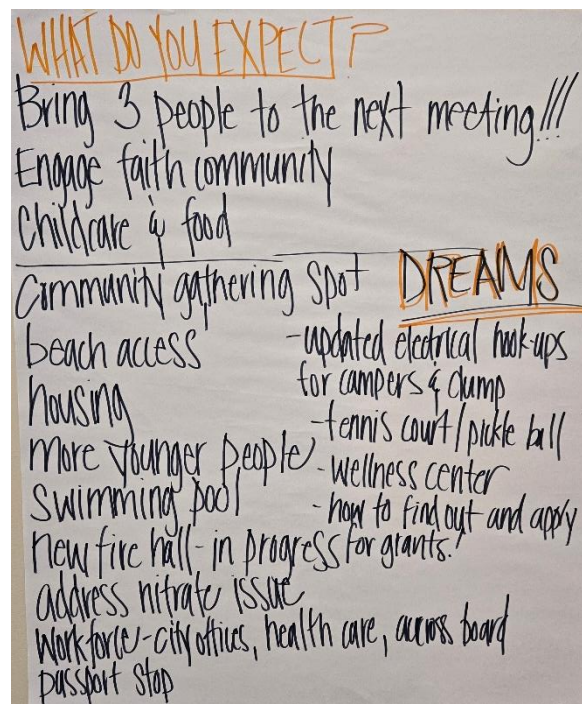 WHAT DO YOU EXPECT?
Bring 3 people to the next meeting!!!
Engage faith community
Childcare & food
DREAMS
Community gathering spot
beach access
housing
more younger people
swimming pool
new fire hall - in progress
address nitrate issue
workforce - city offices, health care, across board
passport stop
- updated electrical hook-ups
for campers & dump
- tennis court / pickle ball
- wellness center
- how to find out and apply
for grants!